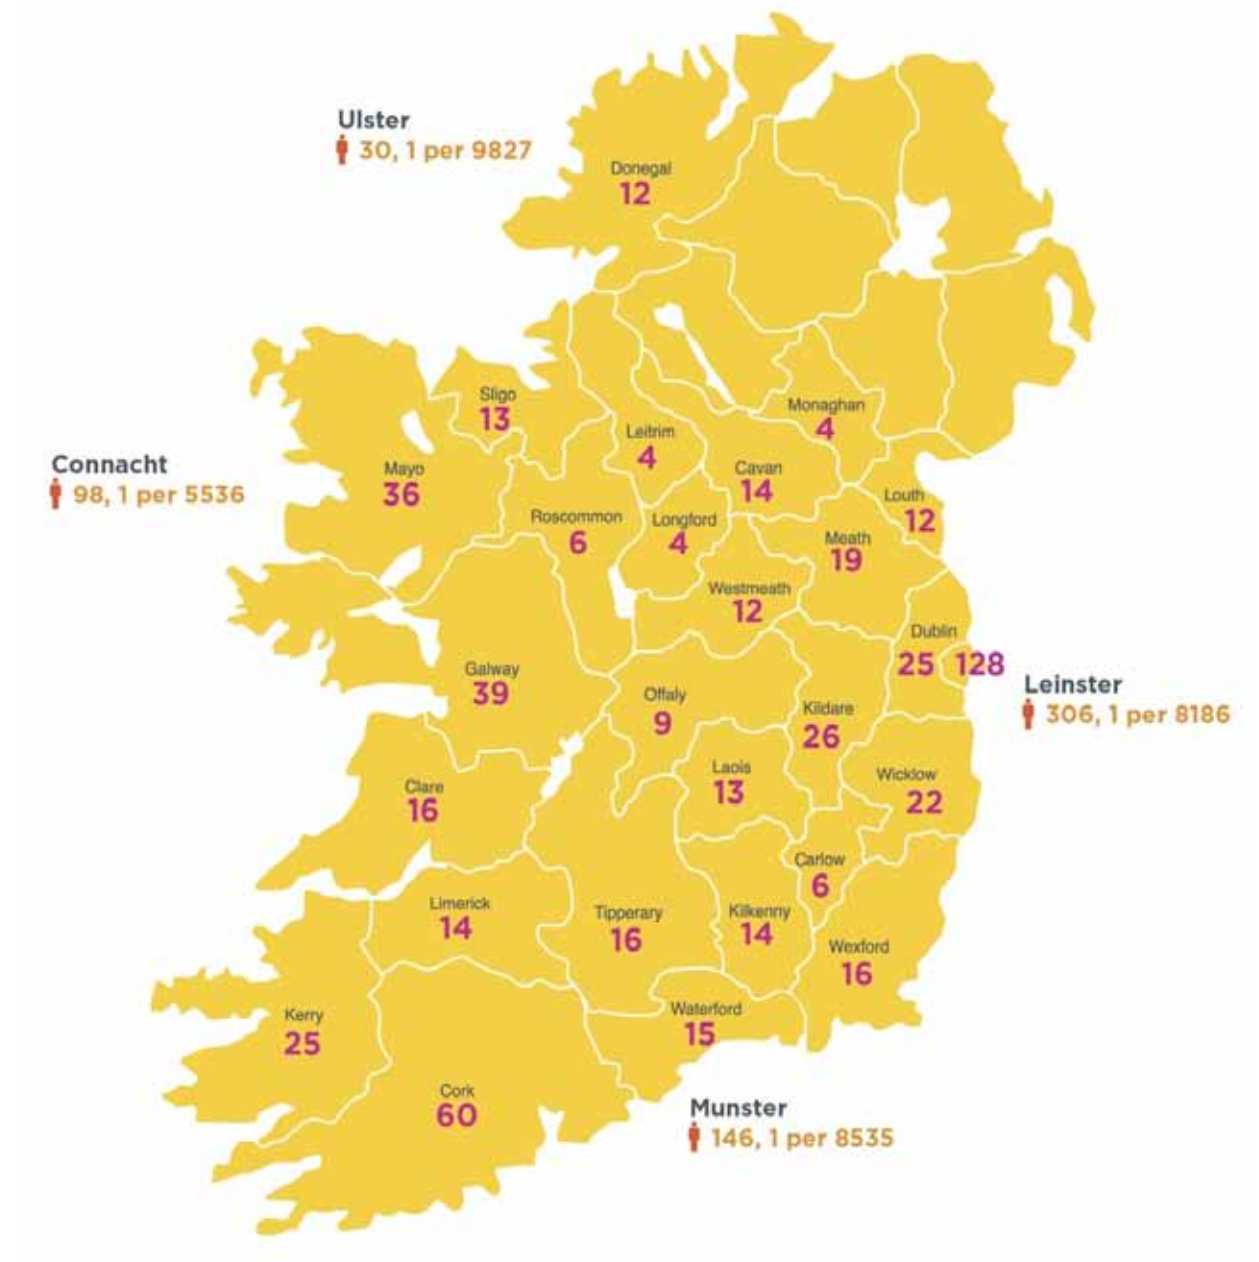 Ulster
30, 1 per 9827
Donegal
12
Sligo
13
Monaghan
4
Leitrim
4
Connacht
98, 1 per 5536
Mayo
36
Cavan
14
Louth
12
Roscommon
6
Longford
4
Meath
19
Westmeath
12
Dublin
25 128
Galway
39
Leinster
306, 1 per 8186
Offaly
9
Kildare
26
Laois
13
Wicklow
22
Clare
16
Carlow
6
Limerick
14
Tipperary
16
Kilkenny
14
Wexford
16
Kerry
25
Waterford
15
Cork
60
Munster
146, 1 per 8535